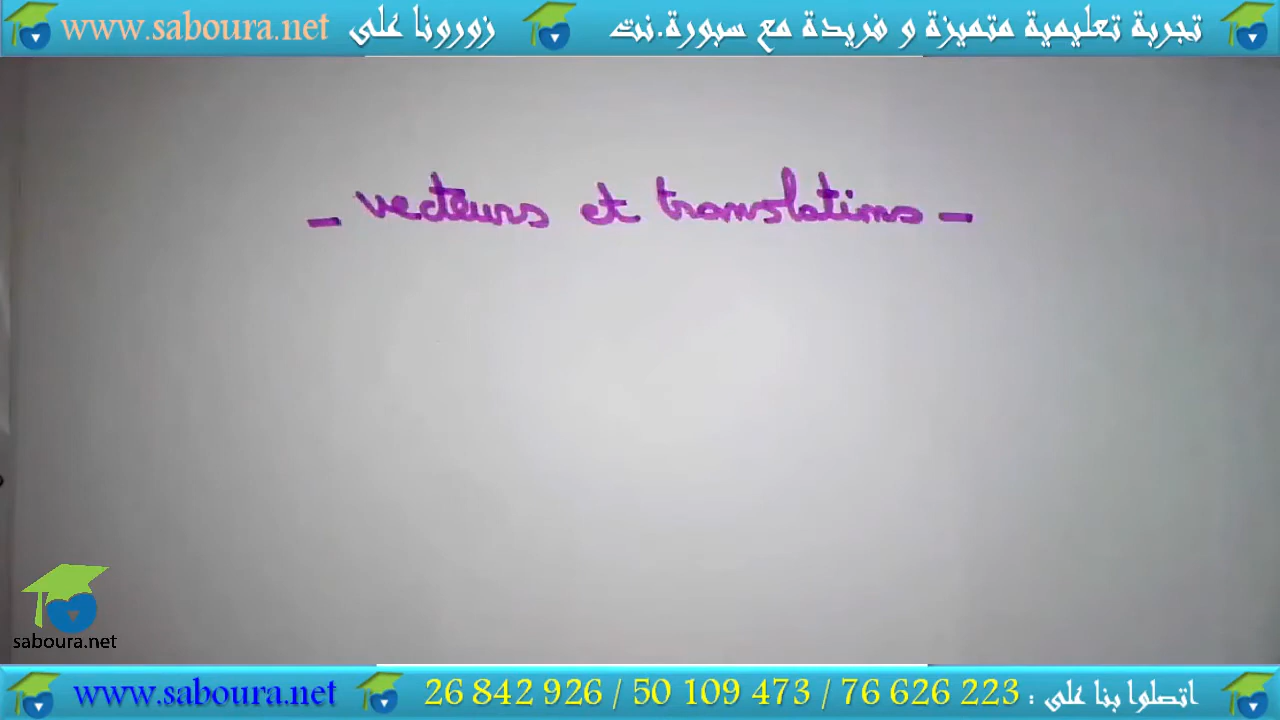 تجربة تعليمية متميزة و فريدة مع سبورة.نت
زورونا على www.saboura.net
- vecteurs et translations -
saboura.net
اتصلوا بنا على : 26 842 926 / 50 109 473 / 76 626 223
www.saboura.net